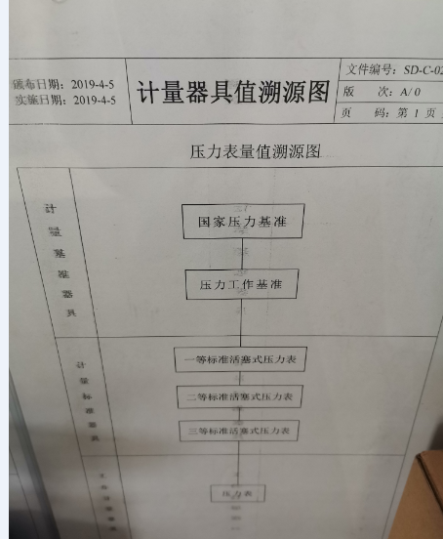 颁布日期：2019-4-5
实施日期：2019-4-5
计量器具值溯源图
文件编号：SD-C-02
版 次：A/0
页 码：第 1 页
压力表量值溯源图
计量基准器具
国家压力基准
压力工作基准
计量标准器具
一等标准活塞式压力表
二等标准活塞式压力表
三等标准活塞式压力表
压力表